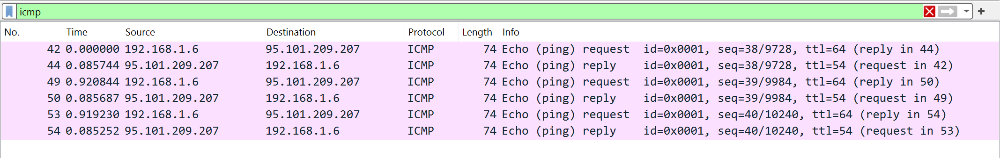 icmp
No. Time Source Destination Protocol Length Info
42 0.000000 192.168.1.6 95.101.209.207 ICMP 74 Echo (ping) request id=0x0001, seq=38/9728, ttl=64 (reply in 44)
44 0.085744 95.101.209.207 192.168.1.6 ICMP 74 Echo (ping) reply id=0x0001, seq=38/9728, ttl=54 (request in 42)
49 0.920844 192.168.1.6 95.101.209.207 ICMP 74 Echo (ping) request id=0x0001, seq=39/9984, ttl=64 (reply in 50)
50 0.085687 95.101.209.207 192.168.1.6 ICMP 74 Echo (ping) reply id=0x0001, seq=39/9984, ttl=54 (request in 49)
53 0.919230 192.168.1.6 95.101.209.207 ICMP 74 Echo (ping) request id=0x0001, seq=40/10240, ttl=64 (reply in 54)
54 0.085252 95.101.209.207 192.168.1.6 ICMP 74 Echo (ping) reply id=0x0001, seq=40/10240, ttl=54 (request in 53)